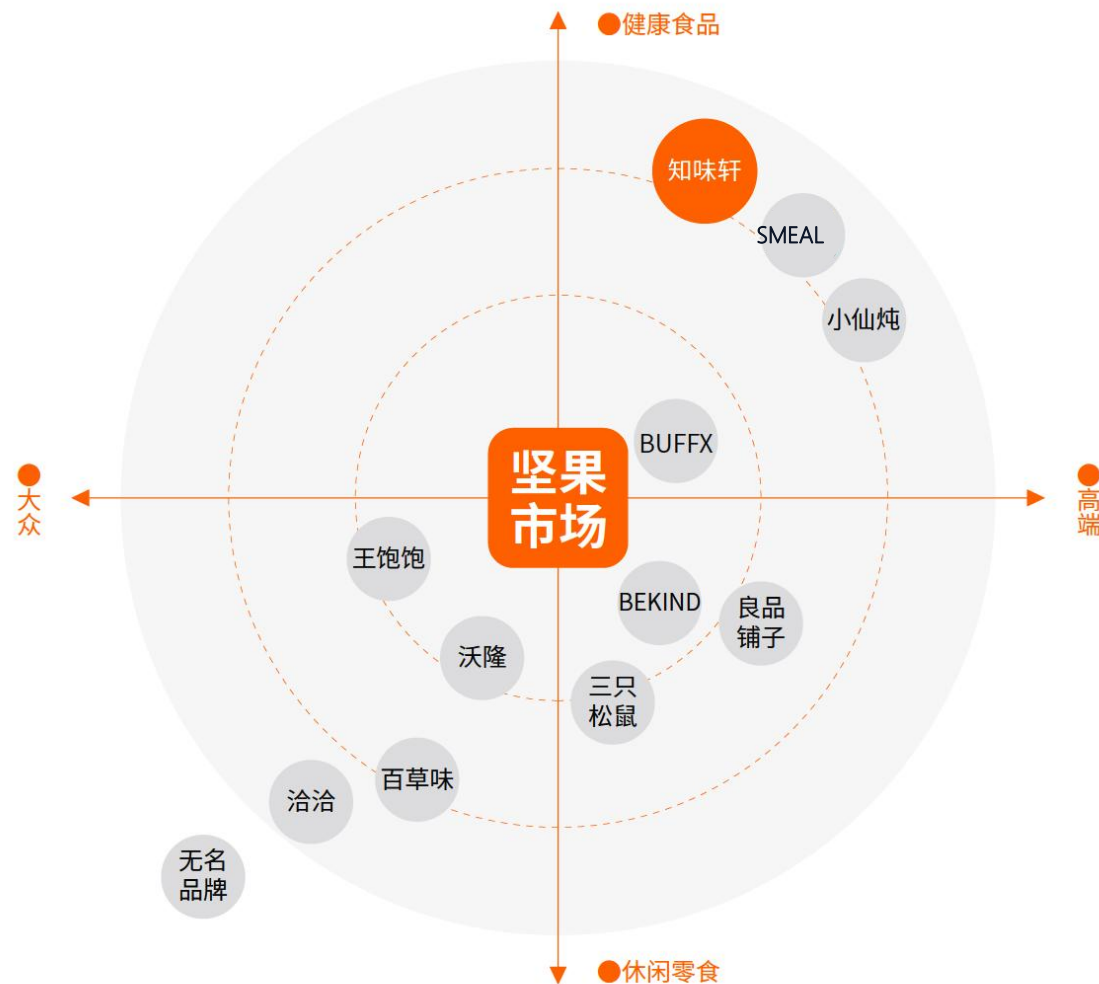 ●健康食品
知味轩
SMEAL
小仙炖
BUFFX
坚果
市场
●大众
●高端
王饱饱
BEKIND
良品
铺子
沃隆
三只
松鼠
百草味
洽洽
无名
品牌
●休闲零食